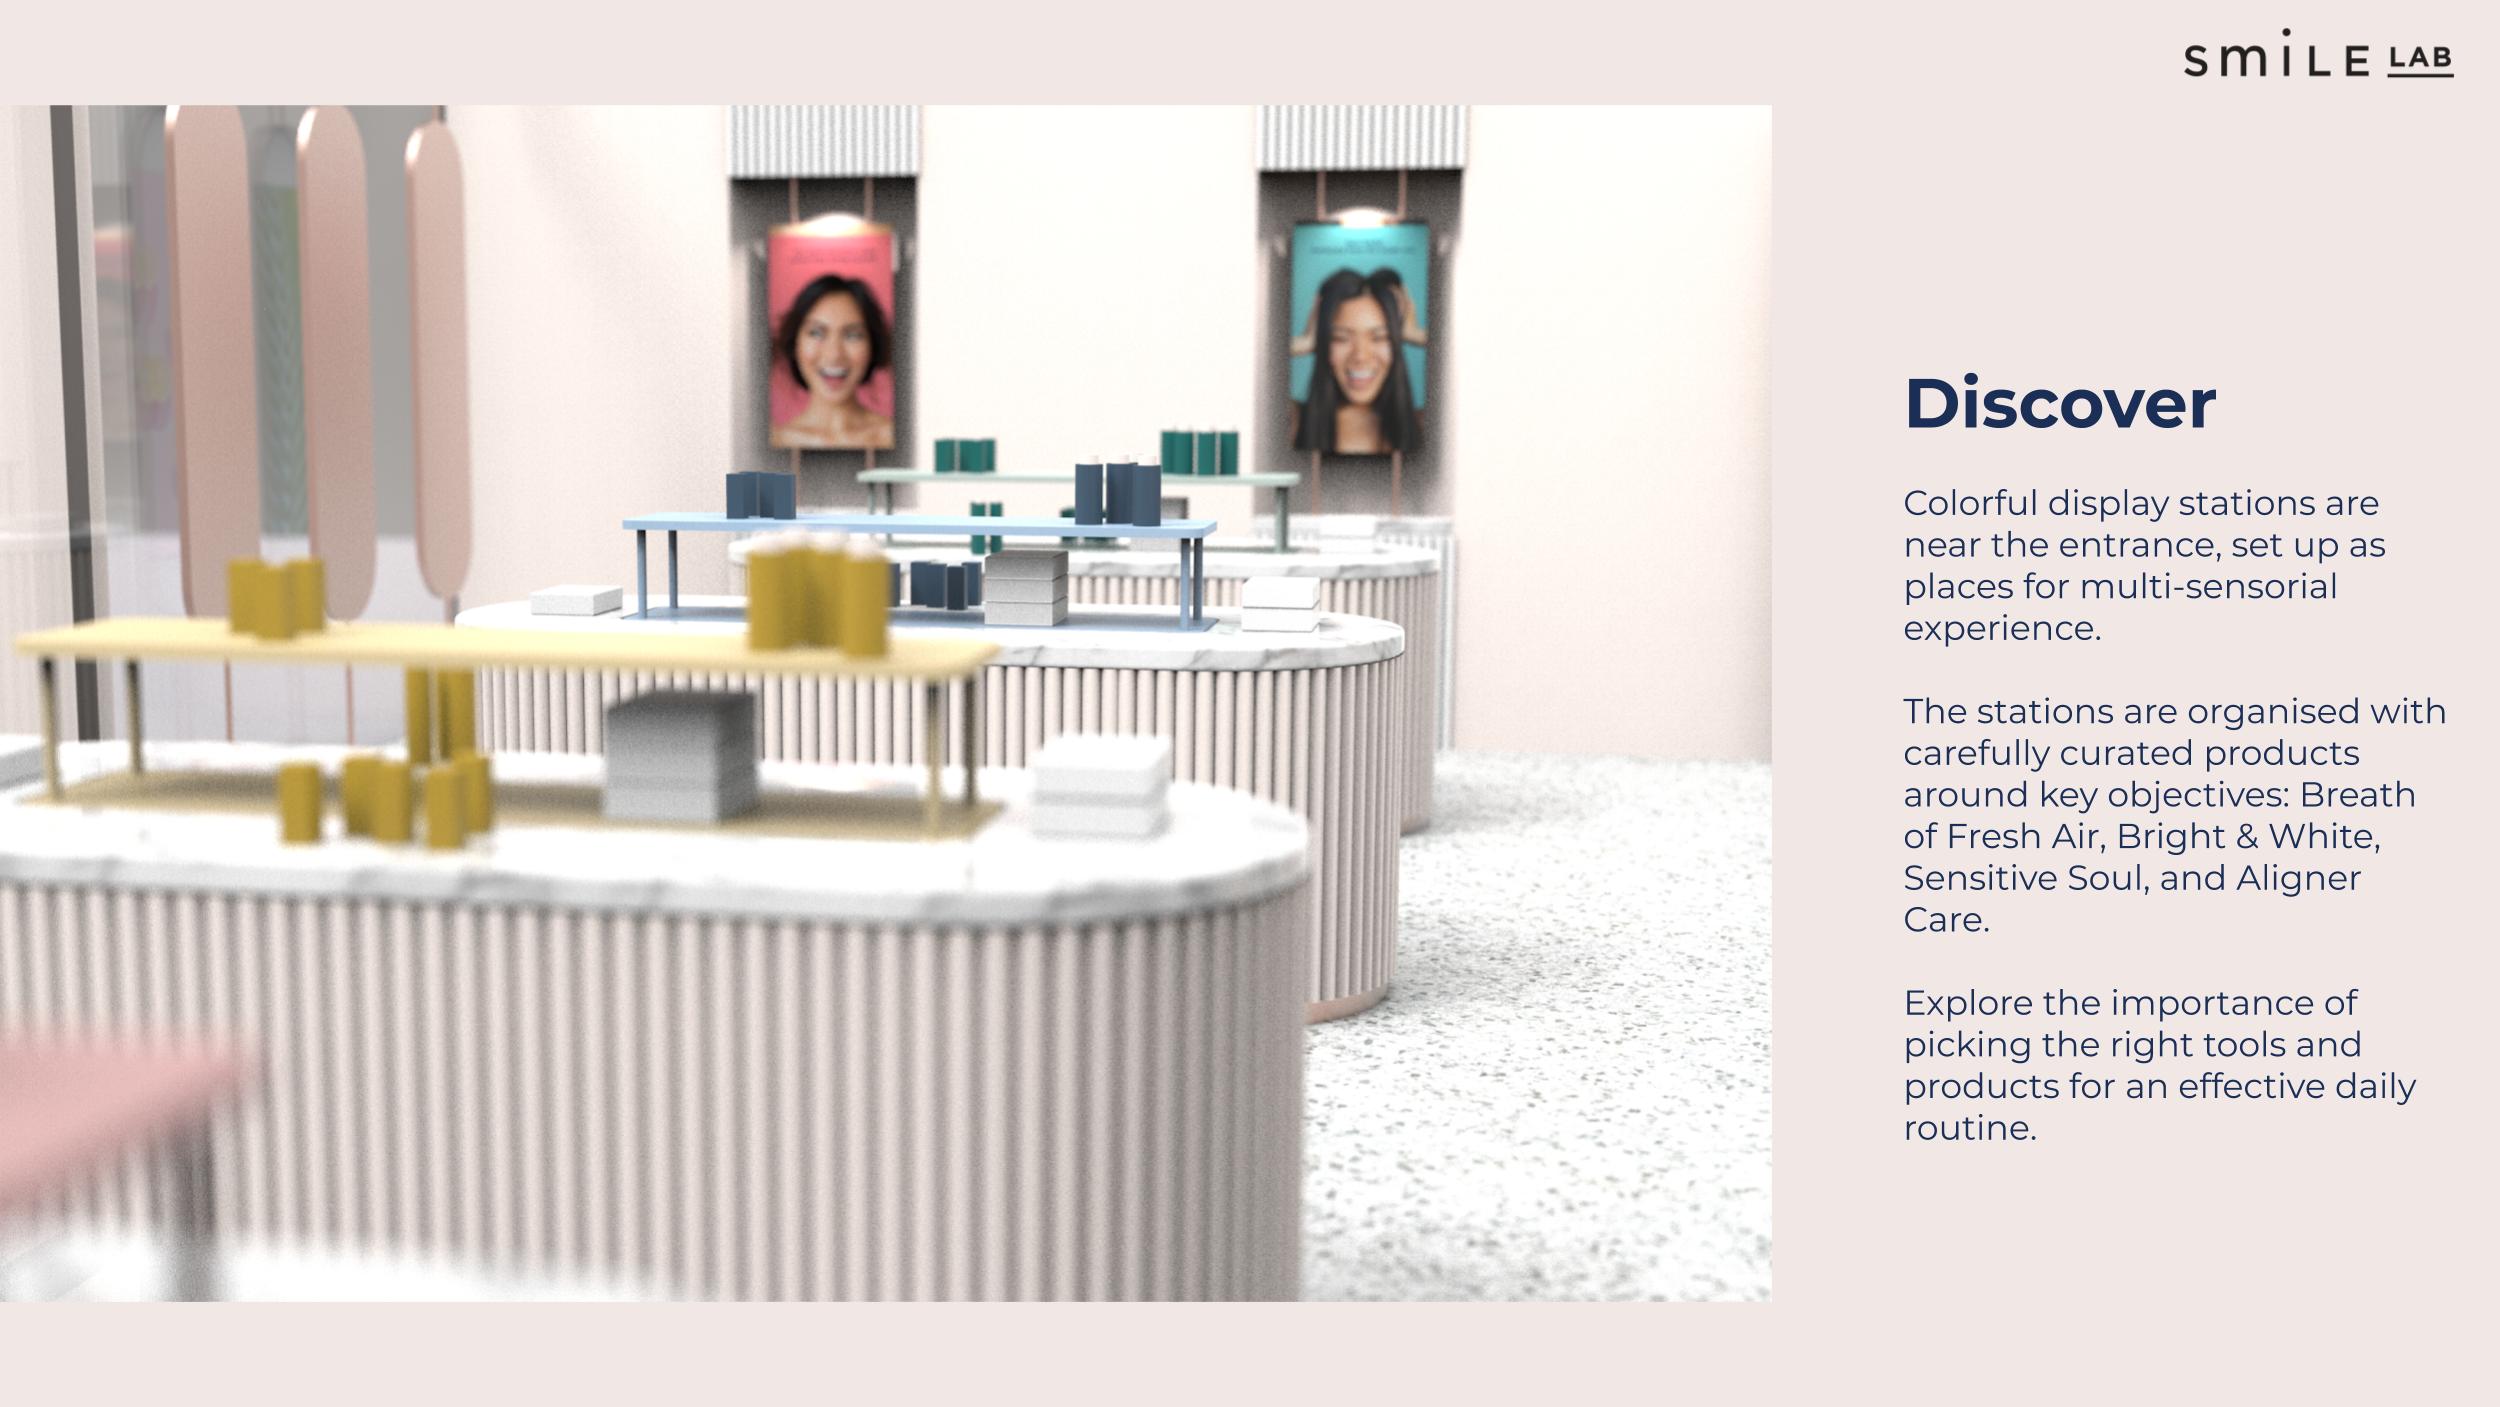 smiLE LAB
Discover
Colorful display stations are
near the entrance, set up as
places for multi-sensorial
experience.
The stations are organised with
carefully curated products
around key objectives: Breath
of Fresh Air, Bright & White,
Sensitive Soul, and Aligner
Care.
Explore the importance of
picking the right tools and
products for an effective daily
routine.